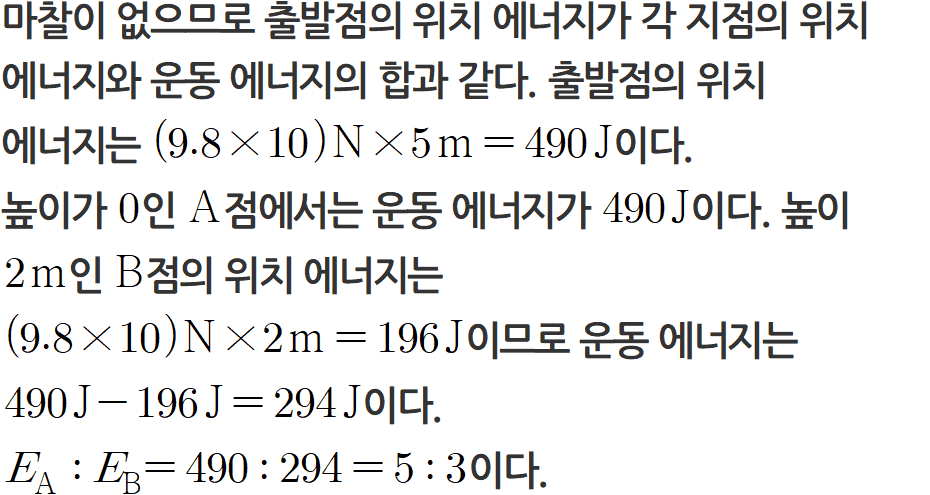 마찰이 없으므로 출발점의 위치 에너지가 각 지점의 위치
에너지와 운동 에너지의 합과 같다. 출발점의 위치
에너지는 (9.8×10)N×5m=490J이다.
높이가 0인 A점에서는 운동 에너지가 490J이다. 높이
2m인 B점의 위치 에너지는
(9.8×10)N×2m=196J이므로 운동 에너지는
490J-196J=294J이다.
E_A : E_B=490:294=5:3이다.